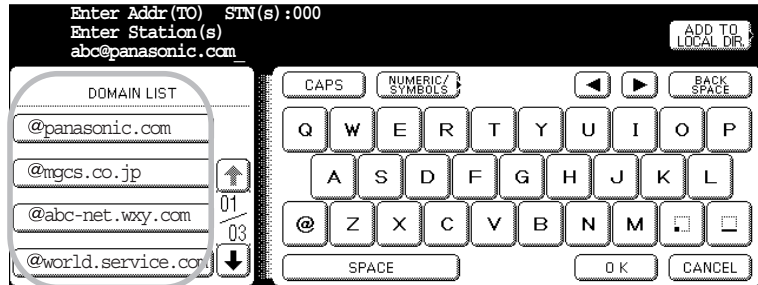 Enter Addr(TO) STN(s):000
Enter Station(s)
abc@panasonic.com_
ADD TO
LOCAL DIR.
DOMAIN LIST
@panasonic.com
@mgcs.co.jp
@abc-net.wxy.com
@world.service.com
01
03
CAPS
NUMERIC/
SYMBOLS
BACK
SPACE
Q W E R T Y U I O P
A S D F G H J K L
@ Z X C V B N M . _
SPACE
OK
CANCEL